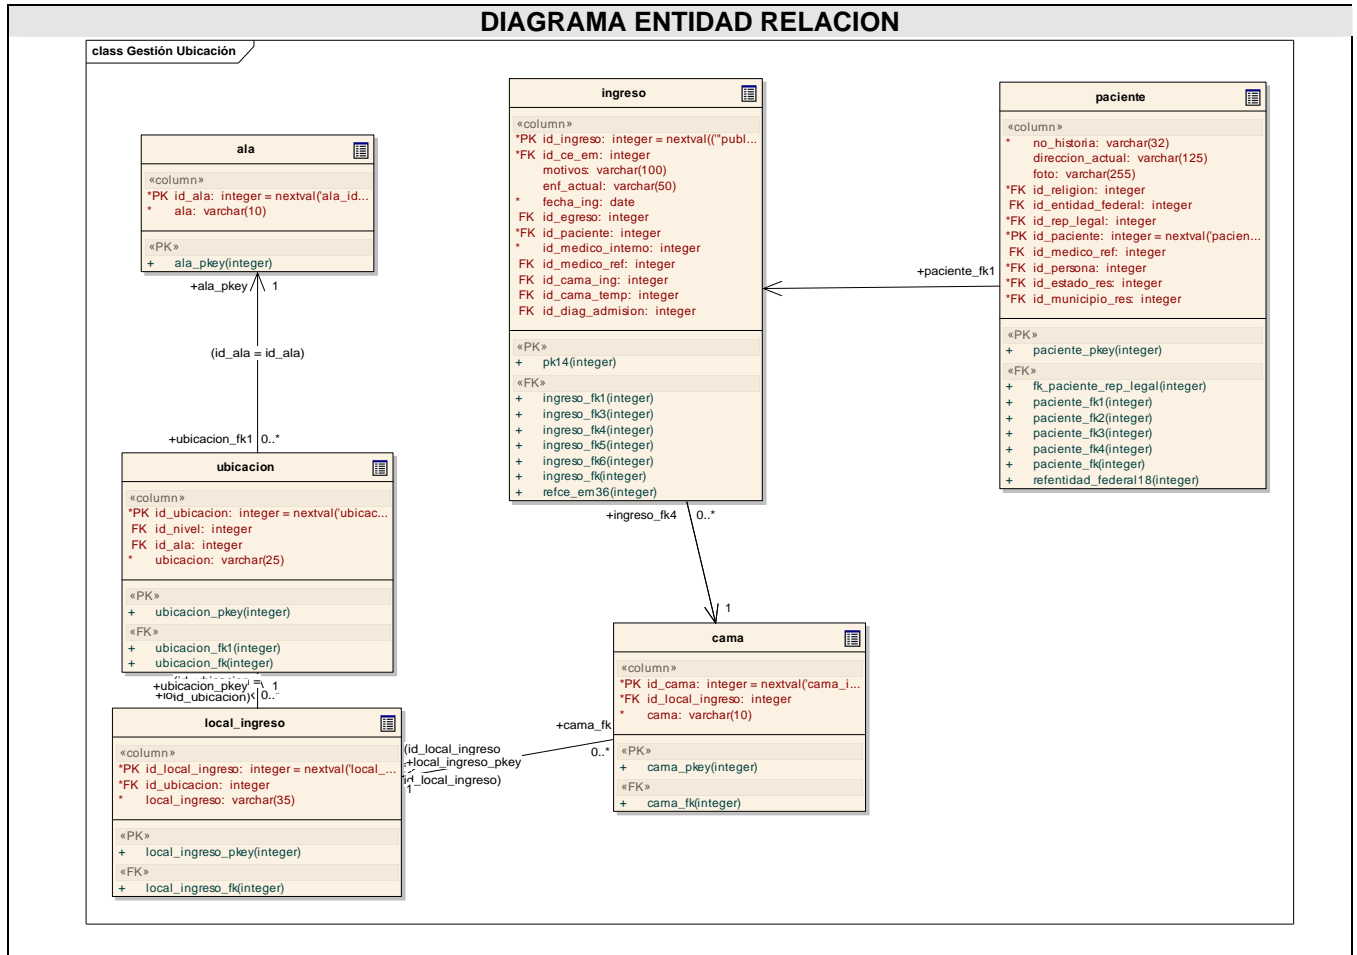 DIAGRAMA ENTIDAD RELACION
class Gestión Ubicación
ala
«column»
*PK id_ala: integer = nextval('ala_id...
* ala: varchar(10)
«PK»
+ ala_pkey(integer)
+ala_pkey 1
(id_ala = id_ala)
+ubicacion_fk1 0..*
ubicacion
«column»
*PK id_ubicacion: integer = nextval('ubicac...
FK id_nivel: integer
FK id_ala: integer
* ubicacion: varchar(25)
«PK»
+ ubicacion_pkey(integer)
«FK»
+ ubicacion_fk1(integer)
+ ubicacion_fk(integer)
+ubicacion_pkey 1
id_ubicacion) 0..*
local_ingreso
«column»
*PK id_local_ingreso: integer = nextval('local_...
*FK id_ubicacion: integer
* local_ingreso: varchar(35)
«PK»
+ local_ingreso_pkey(integer)
«FK»
+ local_ingreso_fk(integer)
ingreso
«column»
*PK id_ingreso: integer = nextval(('"publ...
*FK id_ce_em: integer
motivos: varchar(100)
enf_actual: varchar(50)
* fecha_ing: date
FK id_egreso: integer
*FK id_paciente: integer
* id_medico_interno: integer
FK id_medico_ref: integer
FK id_cama_ing: integer
FK id_cama_temp: integer
FK id_diag_admision: integer
«PK»
+ pk14(integer)
«FK»
+ ingreso_fk1(integer)
+ ingreso_fk3(integer)
+ ingreso_fk4(integer)
+ ingreso_fk5(integer)
+ ingreso_fk6(integer)
+ ingreso_fk(integer)
+ refce_em36(integer)
+ingreso_fk4 0..*
1
cama
«column»
*PK id_cama: integer = nextval('cama_i...
*FK id_local_ingreso: integer
* cama: varchar(10)
«PK»
+ cama_pkey(integer)
«FK»
+ cama_fk(integer)
+cama_fk
0..*
(id_local_ingreso
+local_ingreso_pkey
id_local_ingreso)
1
+paciente_fk1
paciente
«column»
* no_historia: varchar(32)
direccion_actual: varchar(125)
foto: varchar(255)
*FK id_religion: integer
FK id_entidad_federal: integer
*FK id_rep_legal: integer
*PK id_paciente: integer = nextval('pacien...
FK id_medico_ref: integer
*FK id_persona: integer
*FK id_estado_res: integer
*FK id_municipio_res: integer
«PK»
+ paciente_pkey(integer)
«FK»
+ fk_paciente_rep_legal(integer)
+ paciente_fk1(integer)
+ paciente_fk2(integer)
+ paciente_fk3(integer)
+ paciente_fk4(integer)
+ paciente_fk(integer)
+ refentidad_federal18(integer)